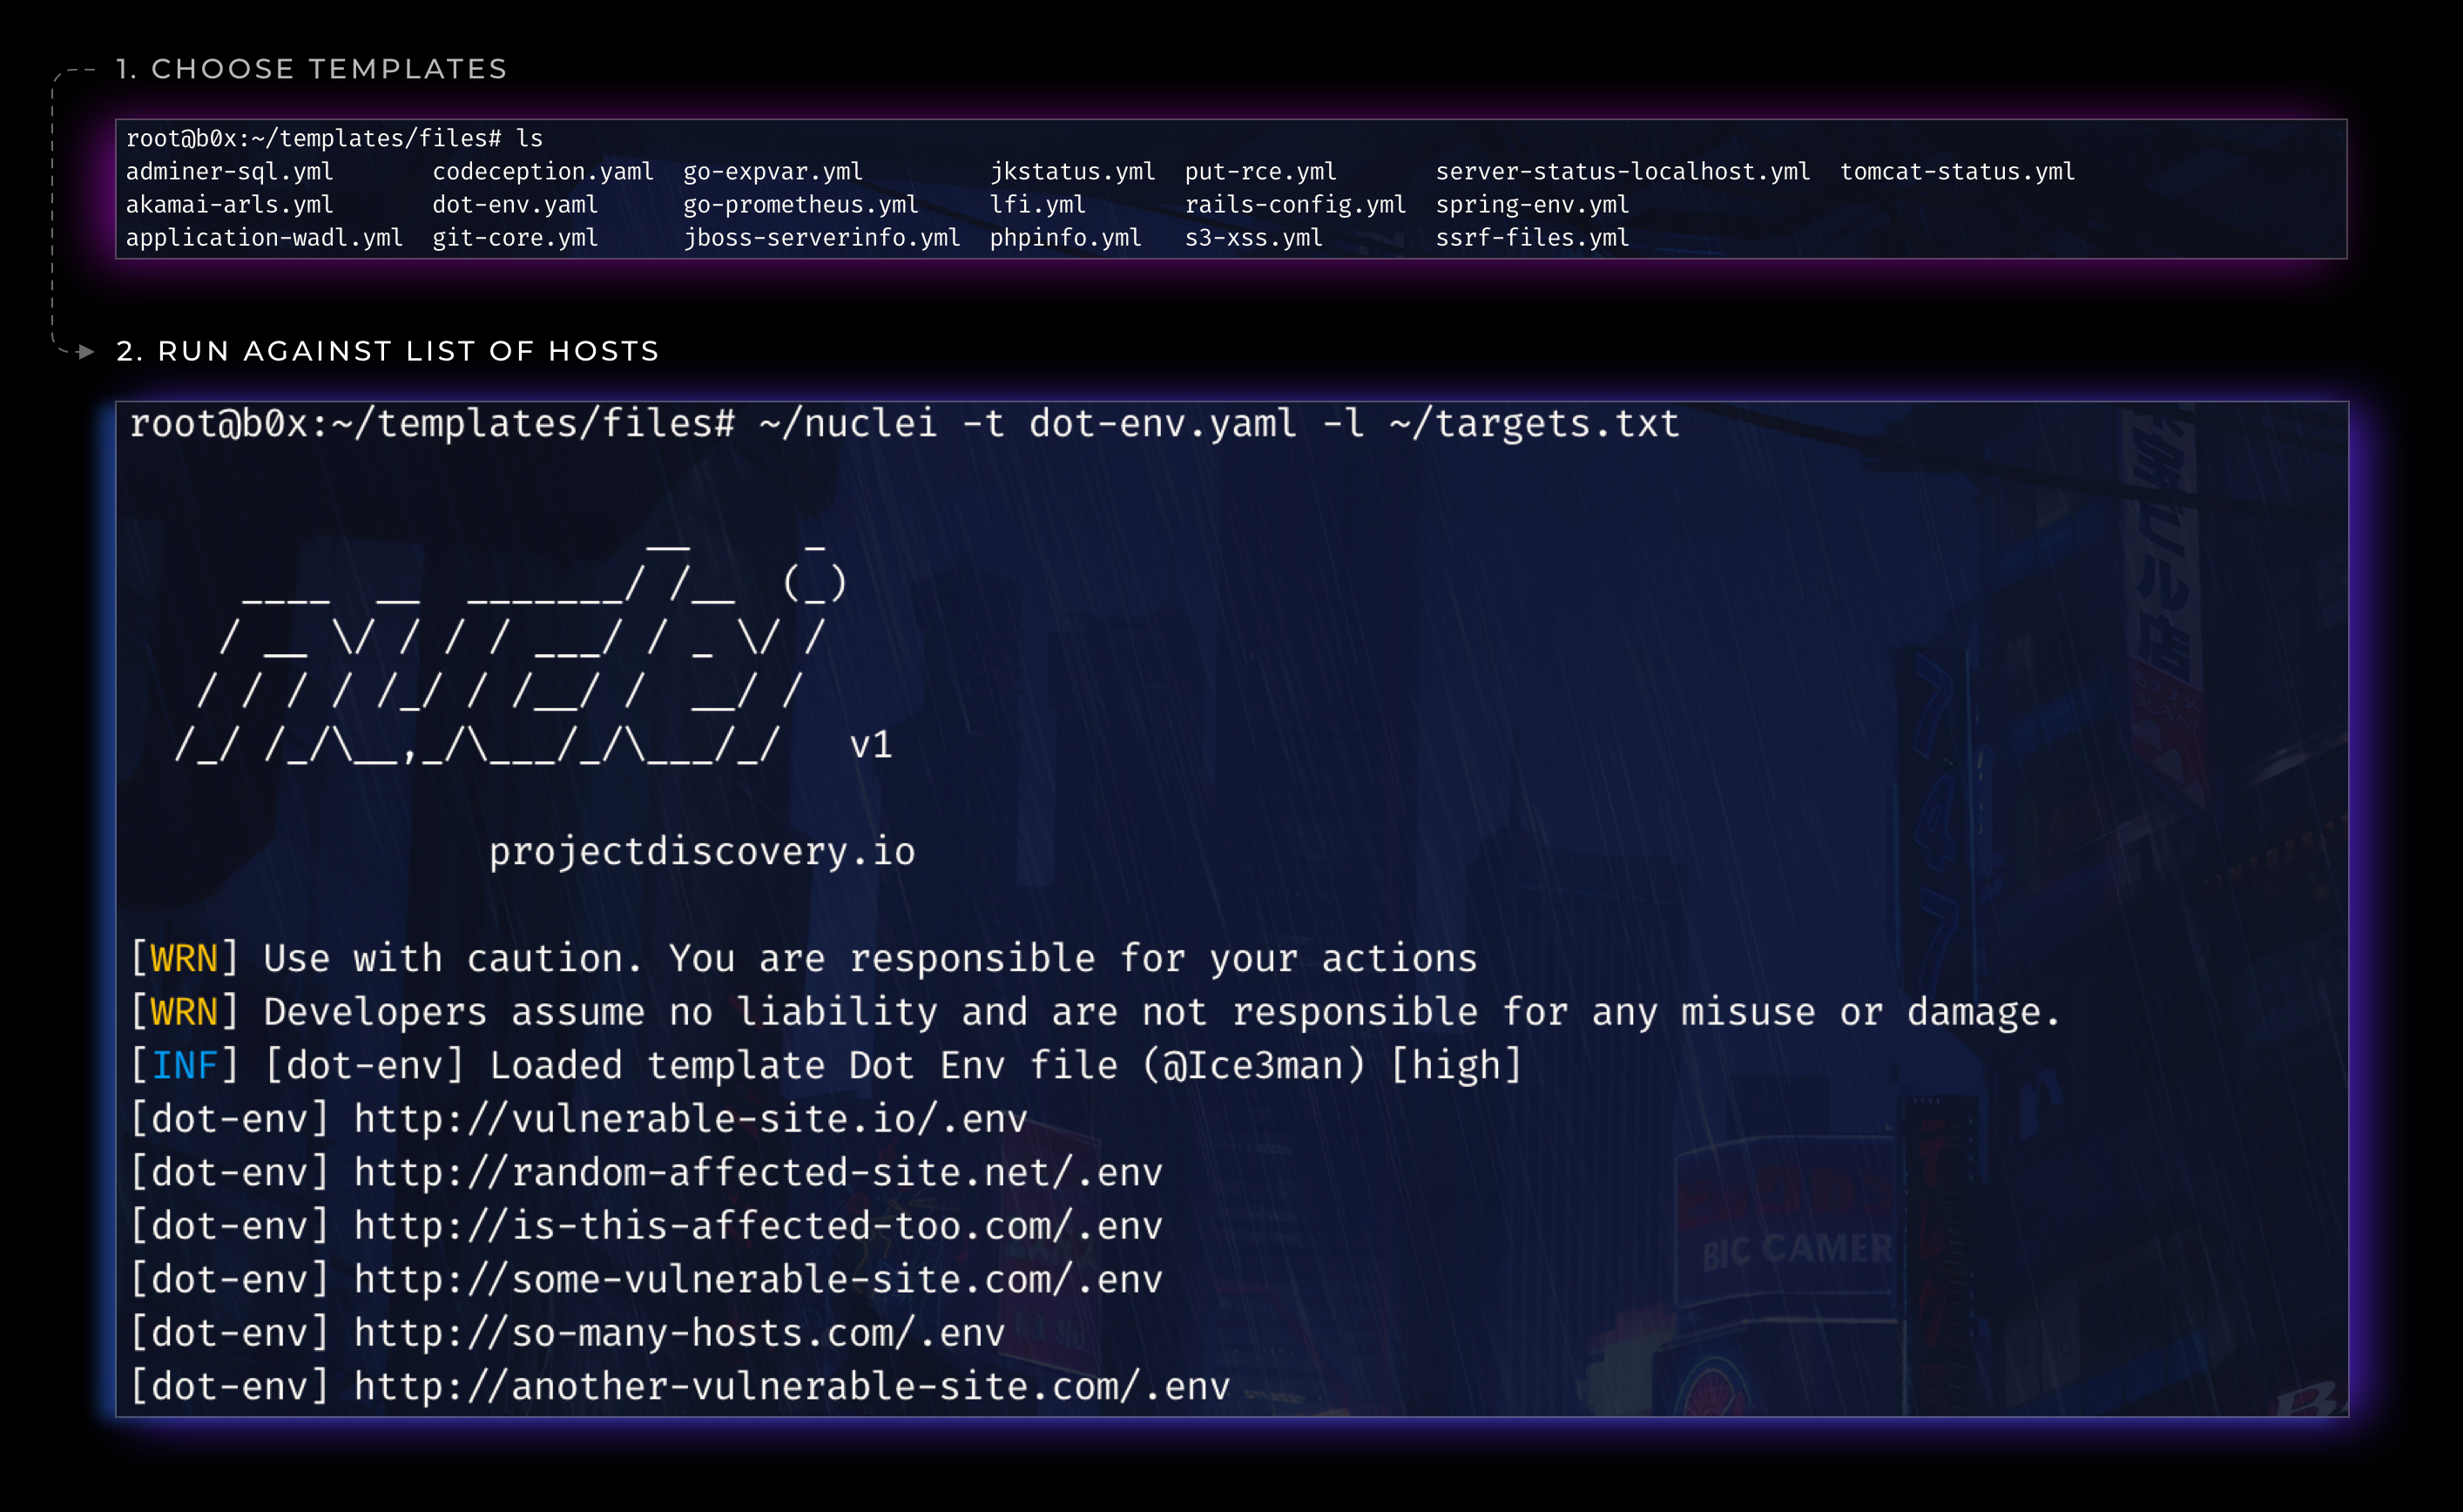 1. CHOOSE TEMPLATES
root@b0x:~/templates/files# ls
adminer-sql.yml codeception.yaml go-expvar.yml jkstatus.yml put-rce.yml server-status-localhost.yml tomcat-status.yml
akamai-arls.yml dot-env.yaml go-prometheus.yml lfi.yml rails-config.yml spring-env.yml
application-wadl.yml git-core.yml jboss-serverinfo.yml phpinfo.yml s3-xss.yml ssrf-files.yml
2. RUN AGAINST LIST OF HOSTS
root@b0x:~/templates/files# ~/nuclei -t dot-env.yaml -l ~/targets.txt
nuclei v1
projectdiscovery.io
[WRN] Use with caution. You are responsible for your actions
[WRN] Developers assume no liability and are not responsible for any misuse or damage.
[INF] [dot-env] Loaded template Dot Env file (@Ice3man) [high]
[dot-env] http://vulnerable-site.io/.env
[dot-env] http://random-affected-site.net/.env
[dot-env] http://is-this-affected-too.com/.env
[dot-env] http://some-vulnerable-site.com/.env
[dot-env] http://so-many-hosts.com/.env
[dot-env] http://another-vulnerable-site.com/.env
747
BIC CAMER